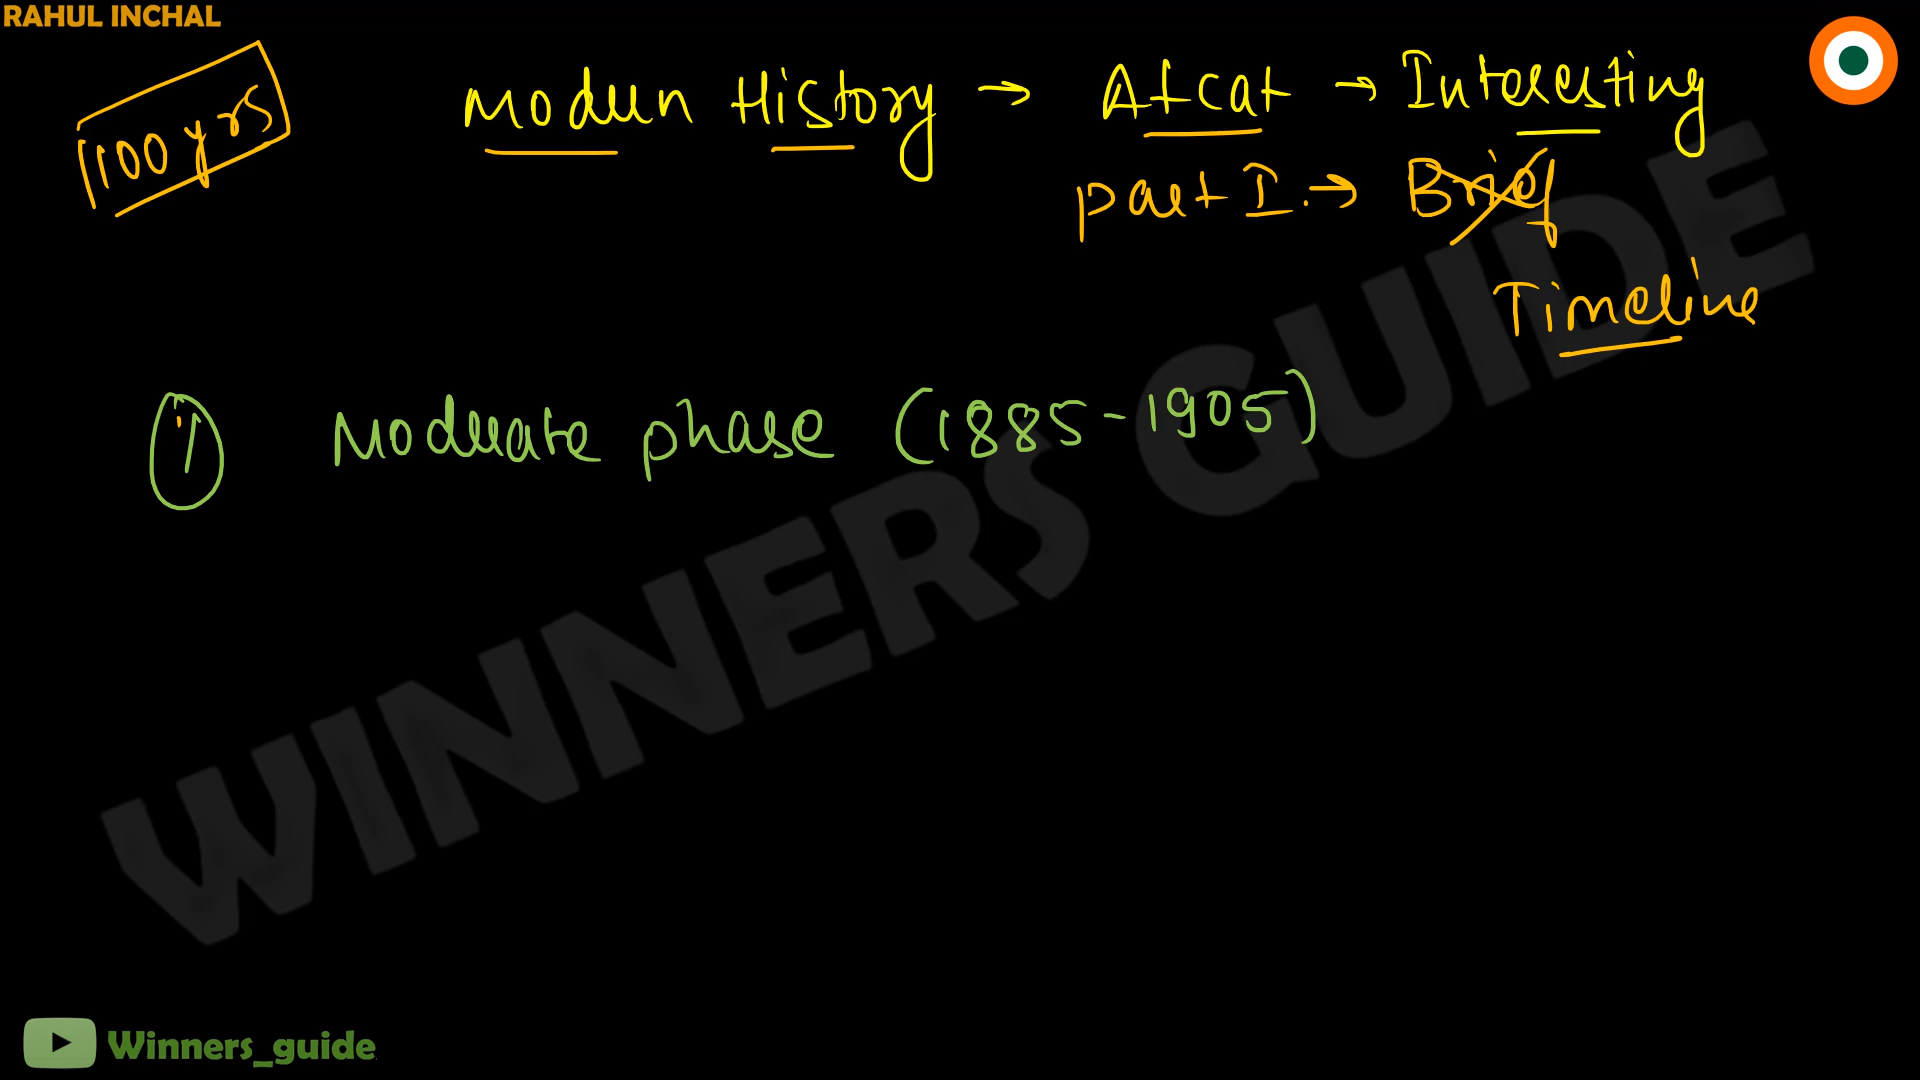 RAHUL INCHAL
100 yrs
Modern History → Afcat → Interesting
part I. → Brief
Timeline
1 Moderate phase (1885-1905)
WINNERS GUIDE
Winners_guide